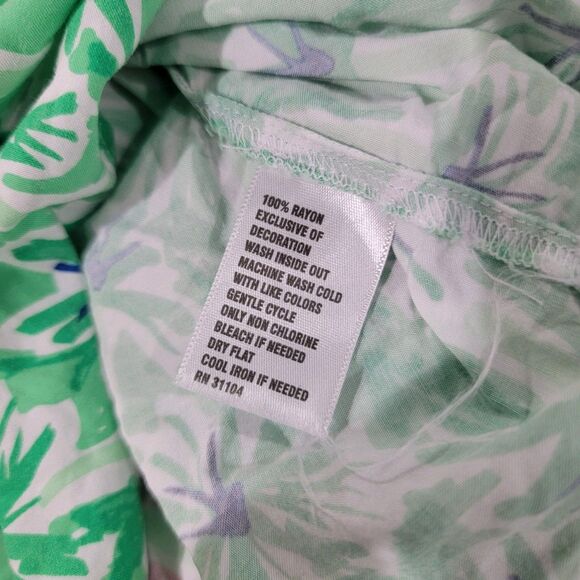 100% RAYON
EXCLUSIVE OF
DECORATION
WASH INSIDE OUT
MACHINE WASH COLD
WITH LIKE COLORS
GENTLE CYCLE
ONLY NON CHLORINE
BLEACH IF NEEDED
DRY FLAT
COOL IRON IF NEEDED
RN 31104